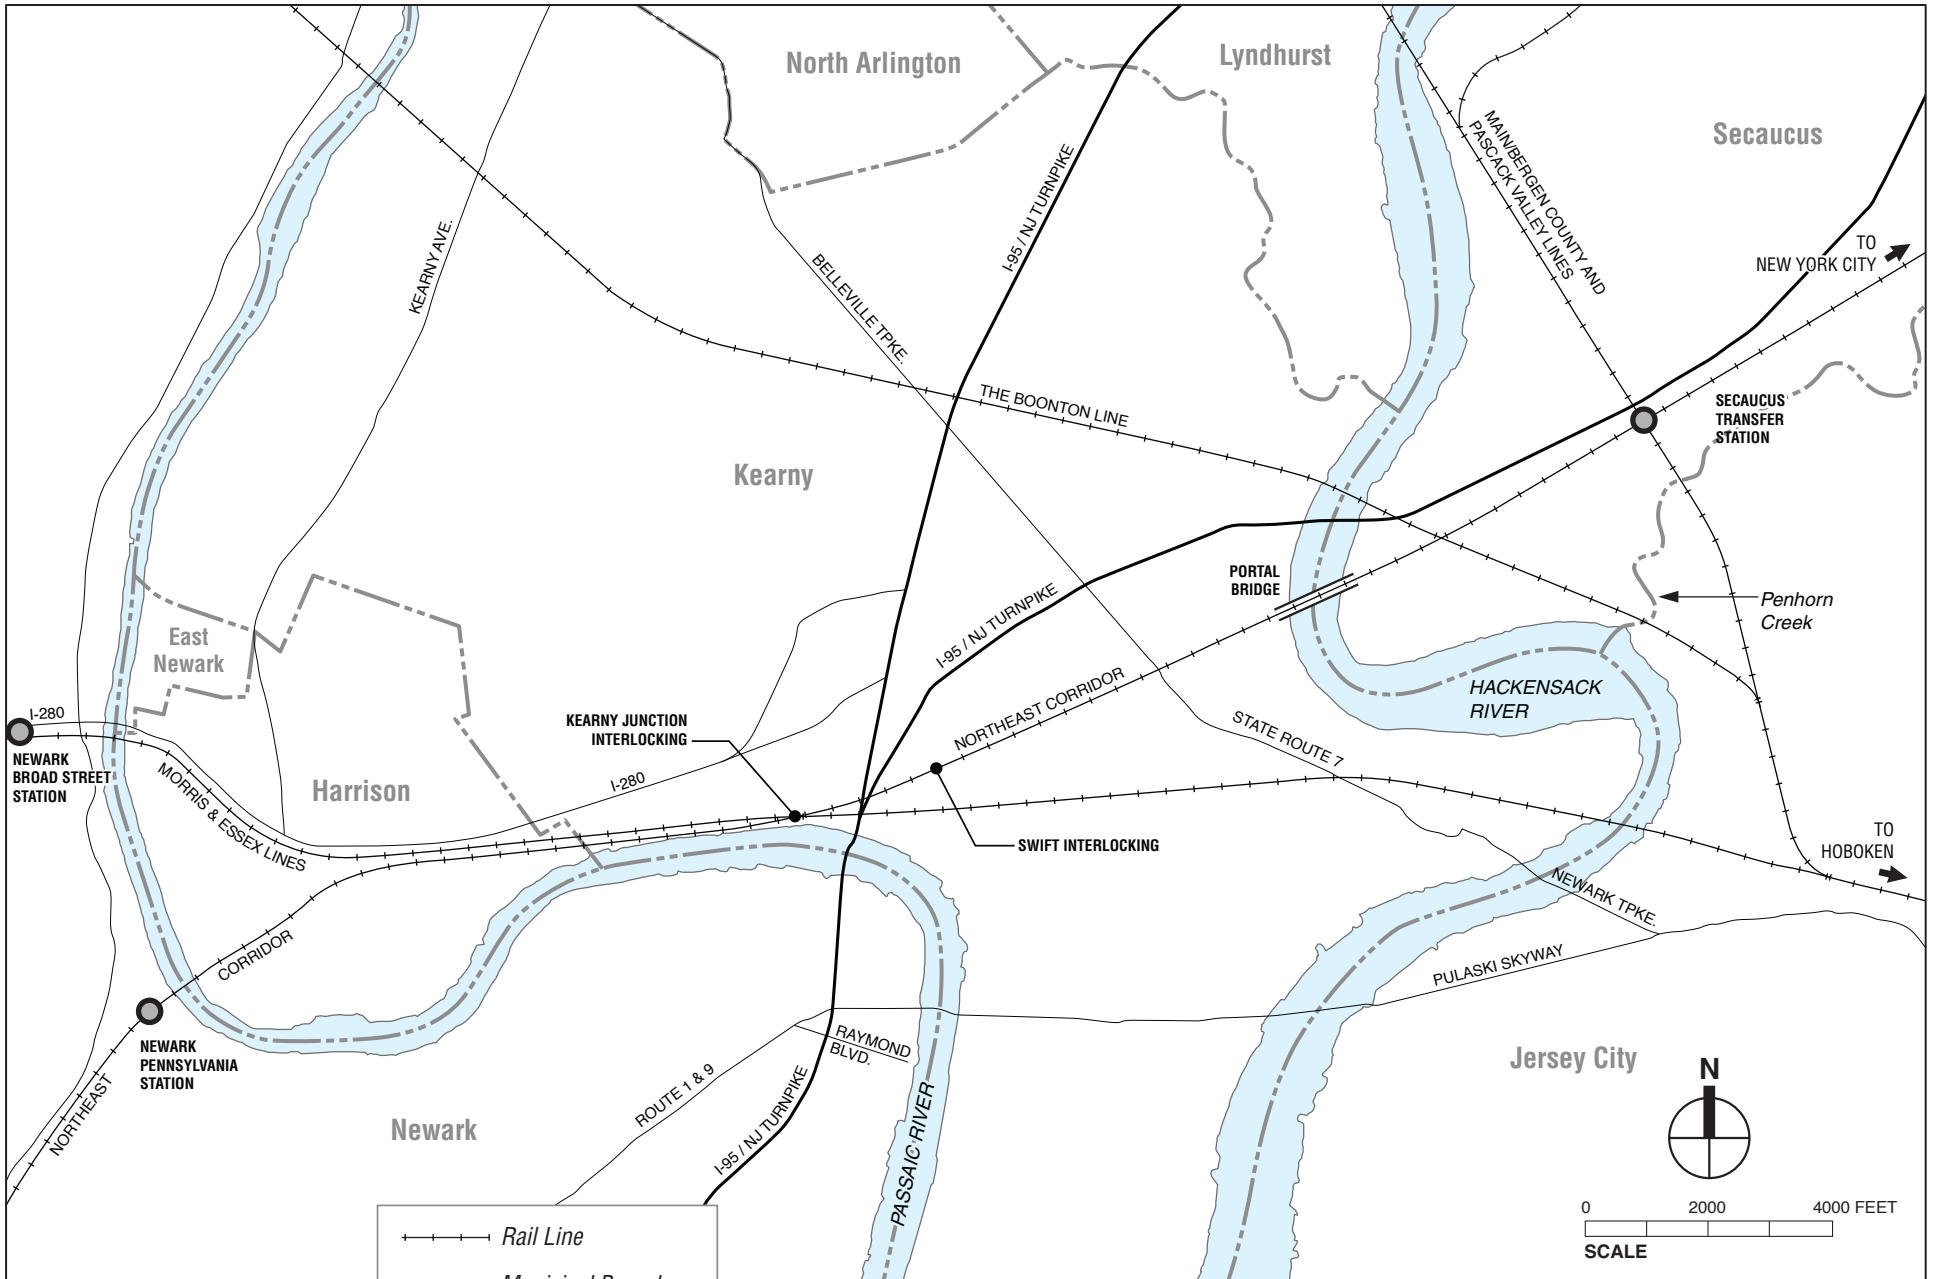 North Arlington
Lyndhurst
Secaucus
MAIN/BERGEN COUNTY AND
PASCACK VALLEY LINES
I-95 / NJ TURNPIKE
KEARNY AVE.
BELLEVILLE TPKE.
TO
NEW YORK CITY
THE BOONTON LINE
SECAUCUS
TRANSFER
STATION
Kearny
PORTAL
BRIDGE
Penhorn
Creek
I-95 / NJ TURNPIKE
East
Newark
NORTHEAST CORRIDOR
HACKENSACK
RIVER
I-280
KEARNY JUNCTION
INTERLOCKING
STATE ROUTE 7
NEWARK
BROAD STREET
STATION
MORRIS & ESSEX LINES
Harrison
I-280
SWIFT INTERLOCKING
TO
HOBOKEN
NEWARK TPKE.
CORRIDOR
PULASKI SKYWAY
NEWARK
PENNSYLVANIA
STATION
NORTHEAST
RAYMOND
BLVD.
ROUTE 1 & 9
I-95 / NJ TURNPIKE
PASSAIC RIVER
Newark
Jersey City
N
0 2000 4000 FEET
SCALE
Rail Line